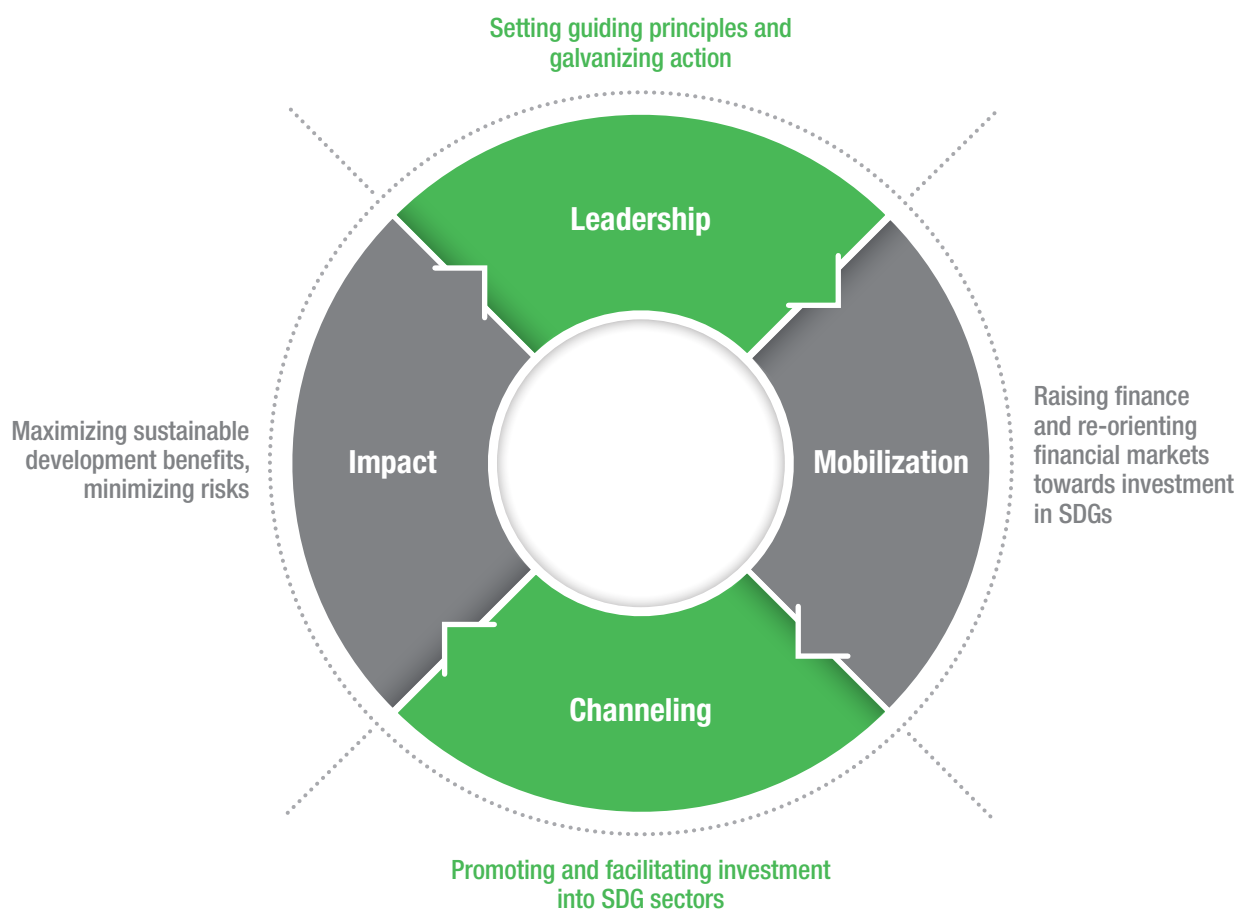 Setting guiding principles and
galvanizing action
Leadership
Maximizing sustainable
development benefits,
minimizing risks
Impact
Mobilization
Raising finance
and re-orienting
financial markets
towards investment
in SDGs
Channeling
Promoting and facilitating investment
into SDG sectors